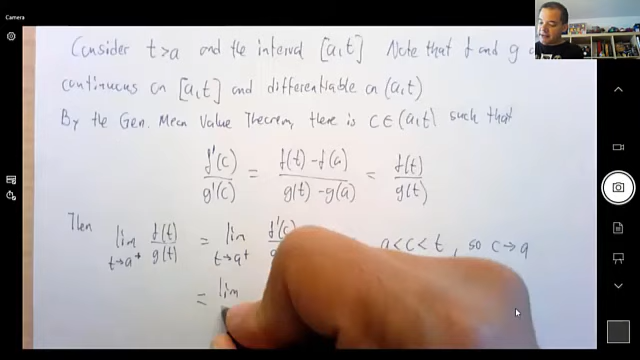 Camera
Consider t>a and the interval [a,t] Note that f and g
continuous on [a,t] and differentiable on (a,t)
By the Gen. Mean Value Theorem, there is c∈(a,t) such that
f'(c)/g'(c) = f(t)-f(a)/g(t)-g(a) = f(t)/g(t)
Then lim t→a⁺ f(t)/g(t) = lim t→a⁺ f'(c) a<c<t, so c→a
= lim